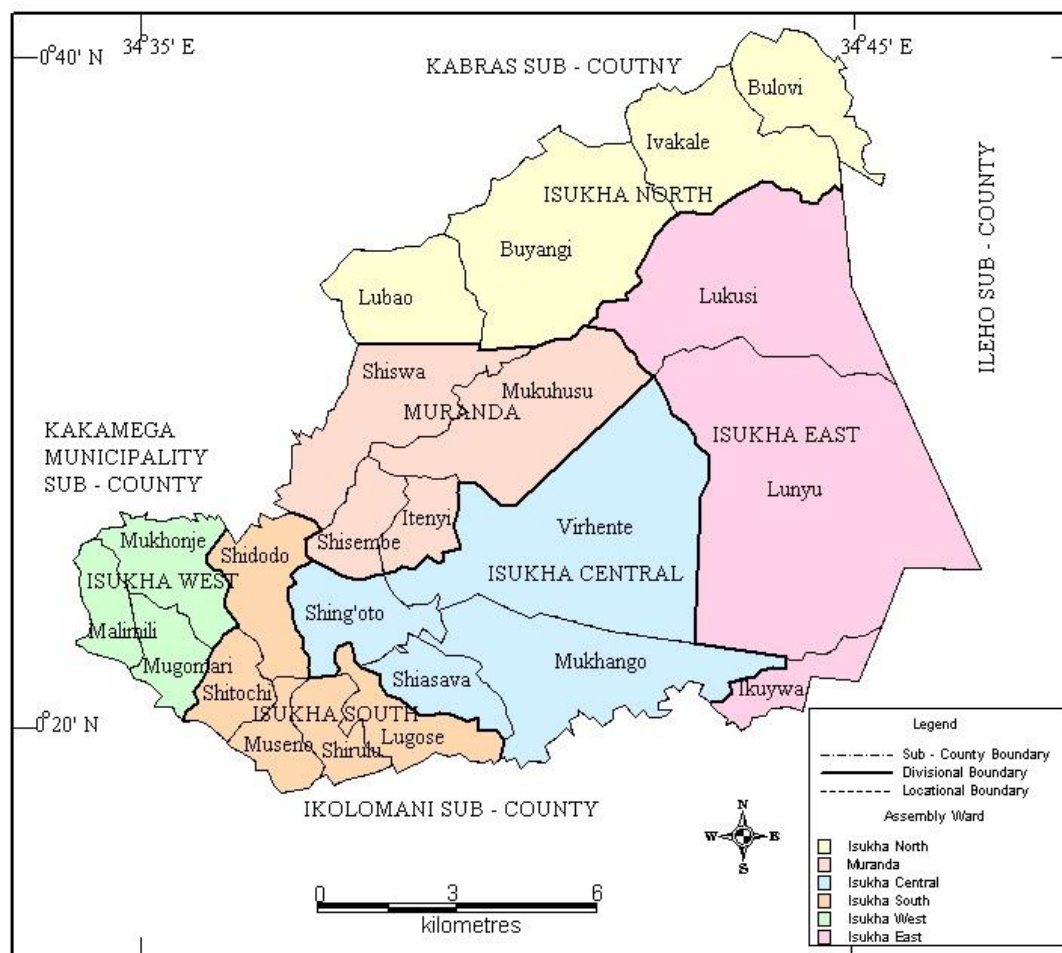 34°35' E
34°45' E
0°40' N
KABRAS SUB - COUTNY
Bulovi
Ivakale
ISUKHA NORTH
Buyangi
Lubao
Lukusi
ILEHO SUB - COUNTY
Shiswa
Mukuhusu
MURANDA
KAKAMEGA
MUNICIPALITY
SUB - COUNTY
ISUKHA EAST
Lunyu
Itenyi
Shisembe
Virhente
ISUKHA CENTRAL
Mukhonje
Shidodo
ISUKHA WEST
Shing'oto
Malimili
Mugomari
Mukhango
Shiasava
Shitochi
Ikuywa
ISUKHA SOUTH
Museno
Shirulu
Lugose
0°20' N
IKOLOMANI SUB - COUNTY
N
W
E
S
0
3
6
kilometres
Legend
Sub - County Boundary
Divisional Boundary
Locational Boundary
Assembly Ward
Isukha North
Muranda
Isukha Central
Isukha South
Isukha West
Isukha East